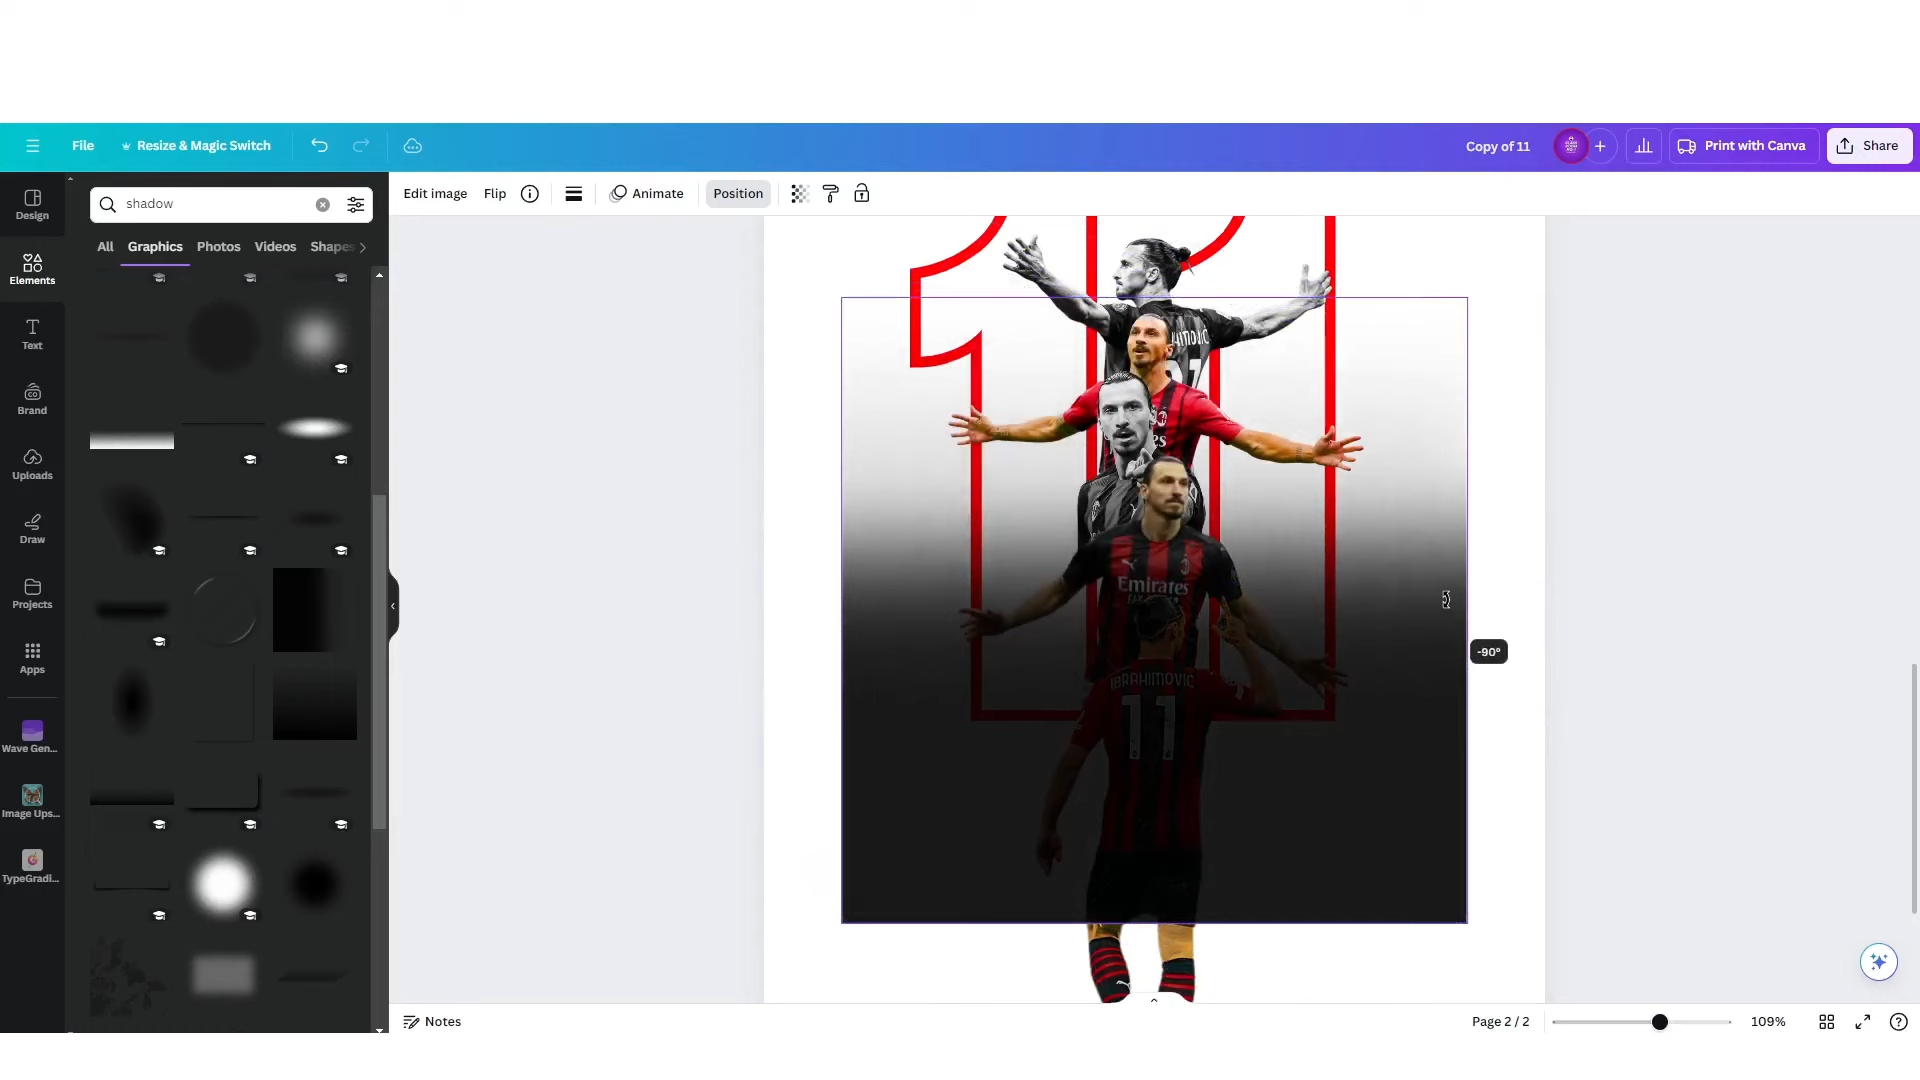 File
Resize & Magic Switch
Copy of 11
Print with Canva
Share
Design
Elements
Text
Brand
Uploads
Draw
Projects
Apps
Wave Gen...
Image Ups...
TypeGradi...
shadow
All
Graphics
Photos
Videos
Shapes
Edit image
Flip
Animate
Position
Emirates
IBRAHIMOVIC
11
-90°
Notes
Page 2 / 2
109%